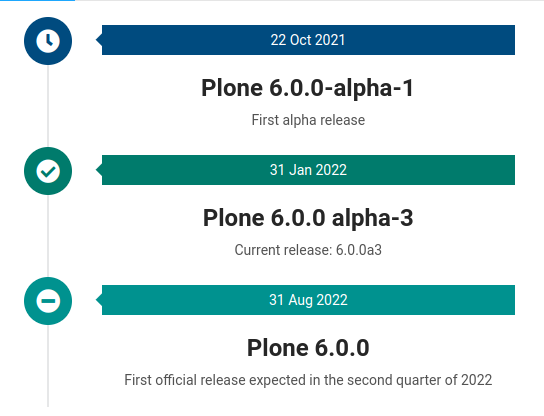 22 Oct 2021
Plone 6.0.0-alpha-1
First alpha release
31 Jan 2022
Plone 6.0.0 alpha-3
Current release: 6.0.0a3
31 Aug 2022
Plone 6.0.0
First official release expected in the second quarter of 2022